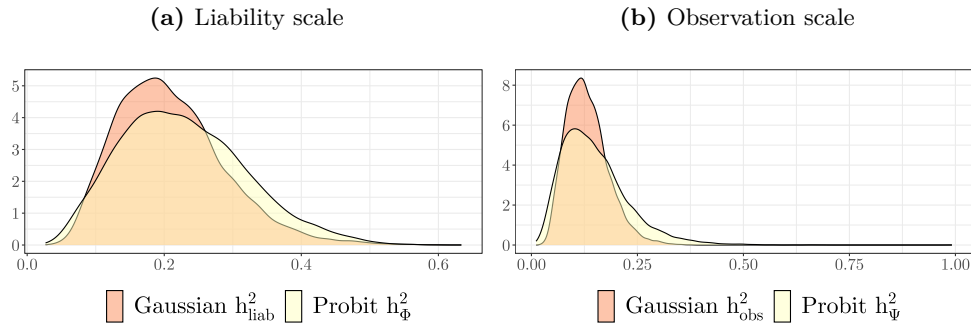 (a) Liability scale
(b) Observation scale
5
4
3
2
1
0
0.0 0.2 0.4 0.6
8
6
4
2
0
0.00 0.25 0.50 0.75 1.00
Gaussian h²liab Probit h²Φ
Gaussian h²obs Probit h²Ψ